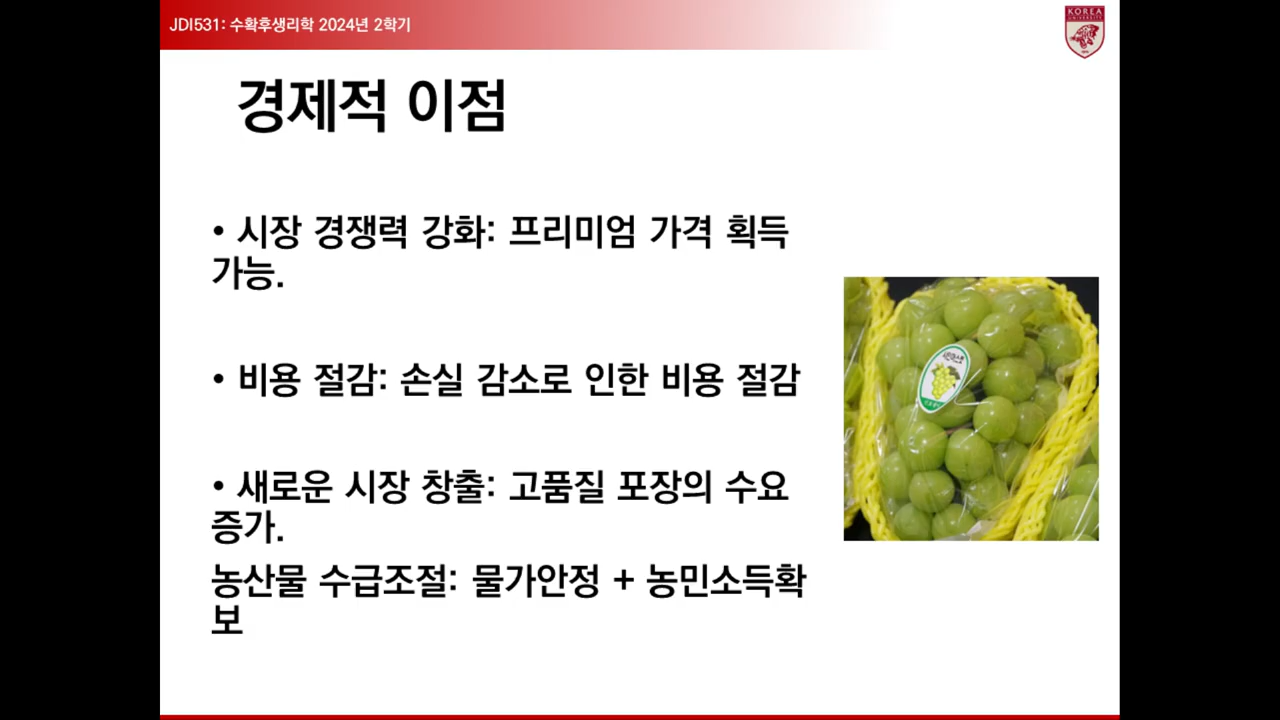 JDI531: 수확후생리학 2024년 2학기
KOREA
UNIVERSITY
경제적 이점
• 시장 경쟁력 강화: 프리미엄 가격 획득
가능.
• 비용 절감: 손실 감소로 인한 비용 절감
• 새로운 시장 창출: 고품질 포장의 수요
증가.
농산물 수급조절: 물가안정 + 농민소득확
보